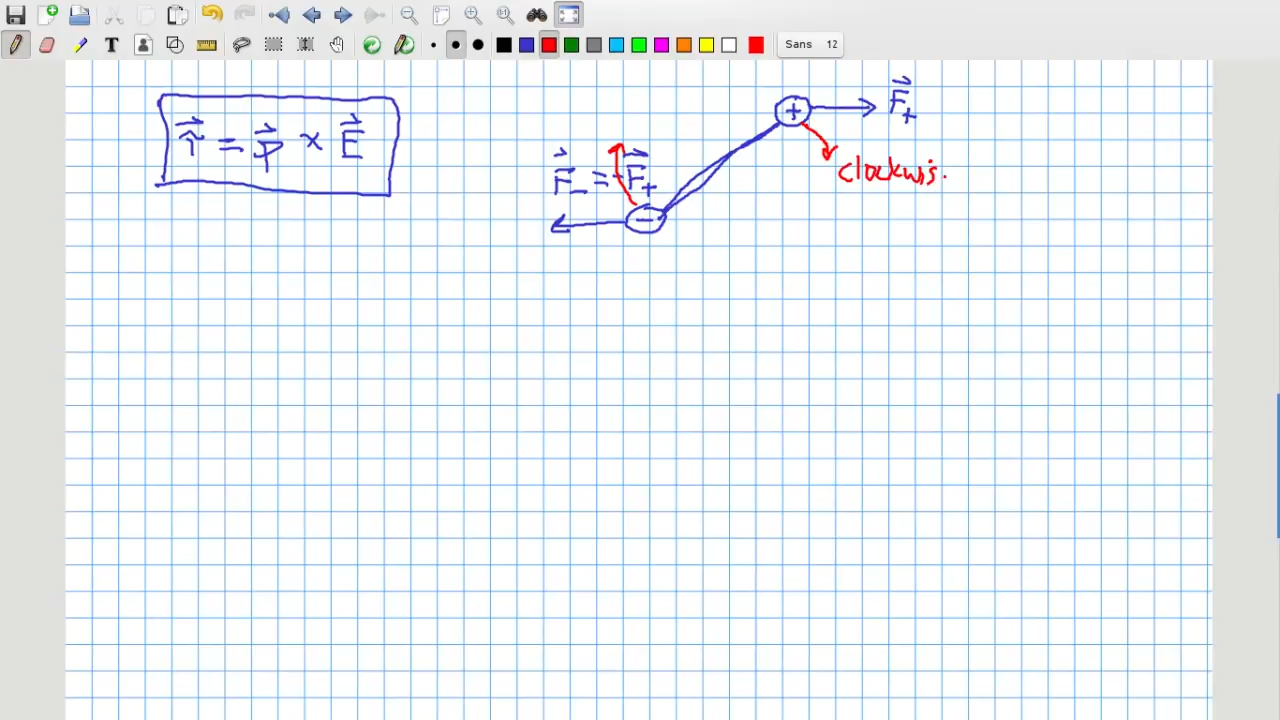 Sans 12
τ⃗ = p⃗ × E⃗
F⃗₊
F⃗₋ = -F⃗₊
clockwis.
+
-